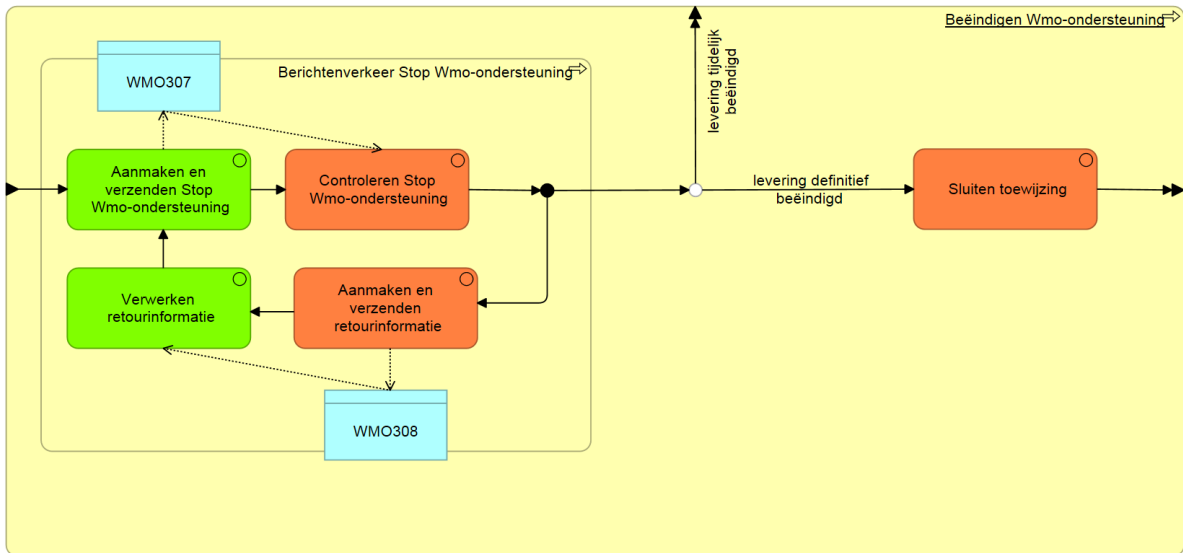 Beëindigen Wmo-ondersteuning
Berichtenverkeer Stop Wmo-ondersteuning
WMO307
levering tijdelijk
beëindigd
Aanmaken en
verzenden Stop
Wmo-ondersteuning
Controleren Stop
Wmo-ondersteuning
levering definitief
beëindigd
Sluiten toewijzing
Verwerken
retourinformatie
Aanmaken en
verzenden
retourinformatie
WMO308